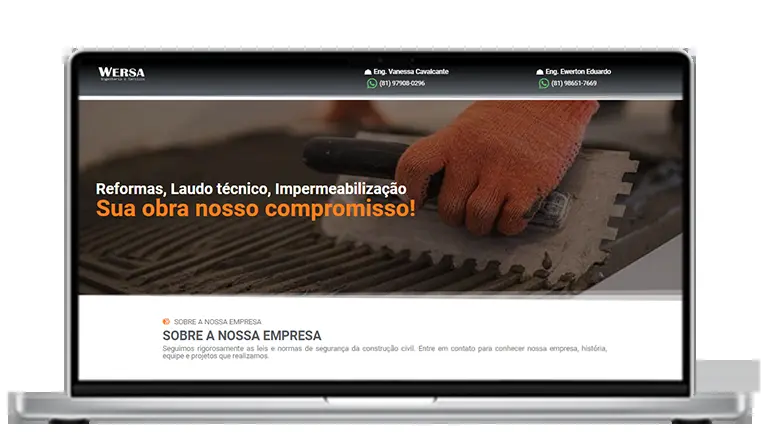 WERSA
Engenharia e Serviços
Eng. Vanessa Cavalcante
(81) 97908-0296
Eng. Ewerton Eduardo
(81) 98651-7669
Reformas, Laudo técnico, Impermeabilização
Sua obra nosso compromisso!
SOBRE A NOSSA EMPRESA
SOBRE A NOSSA EMPRESA
Seguimos rigorosamente as leis e normas de segurança da construção civil. Entre em contato para conhecer nossa empresa, história,
equipe e projetos que realizamos.